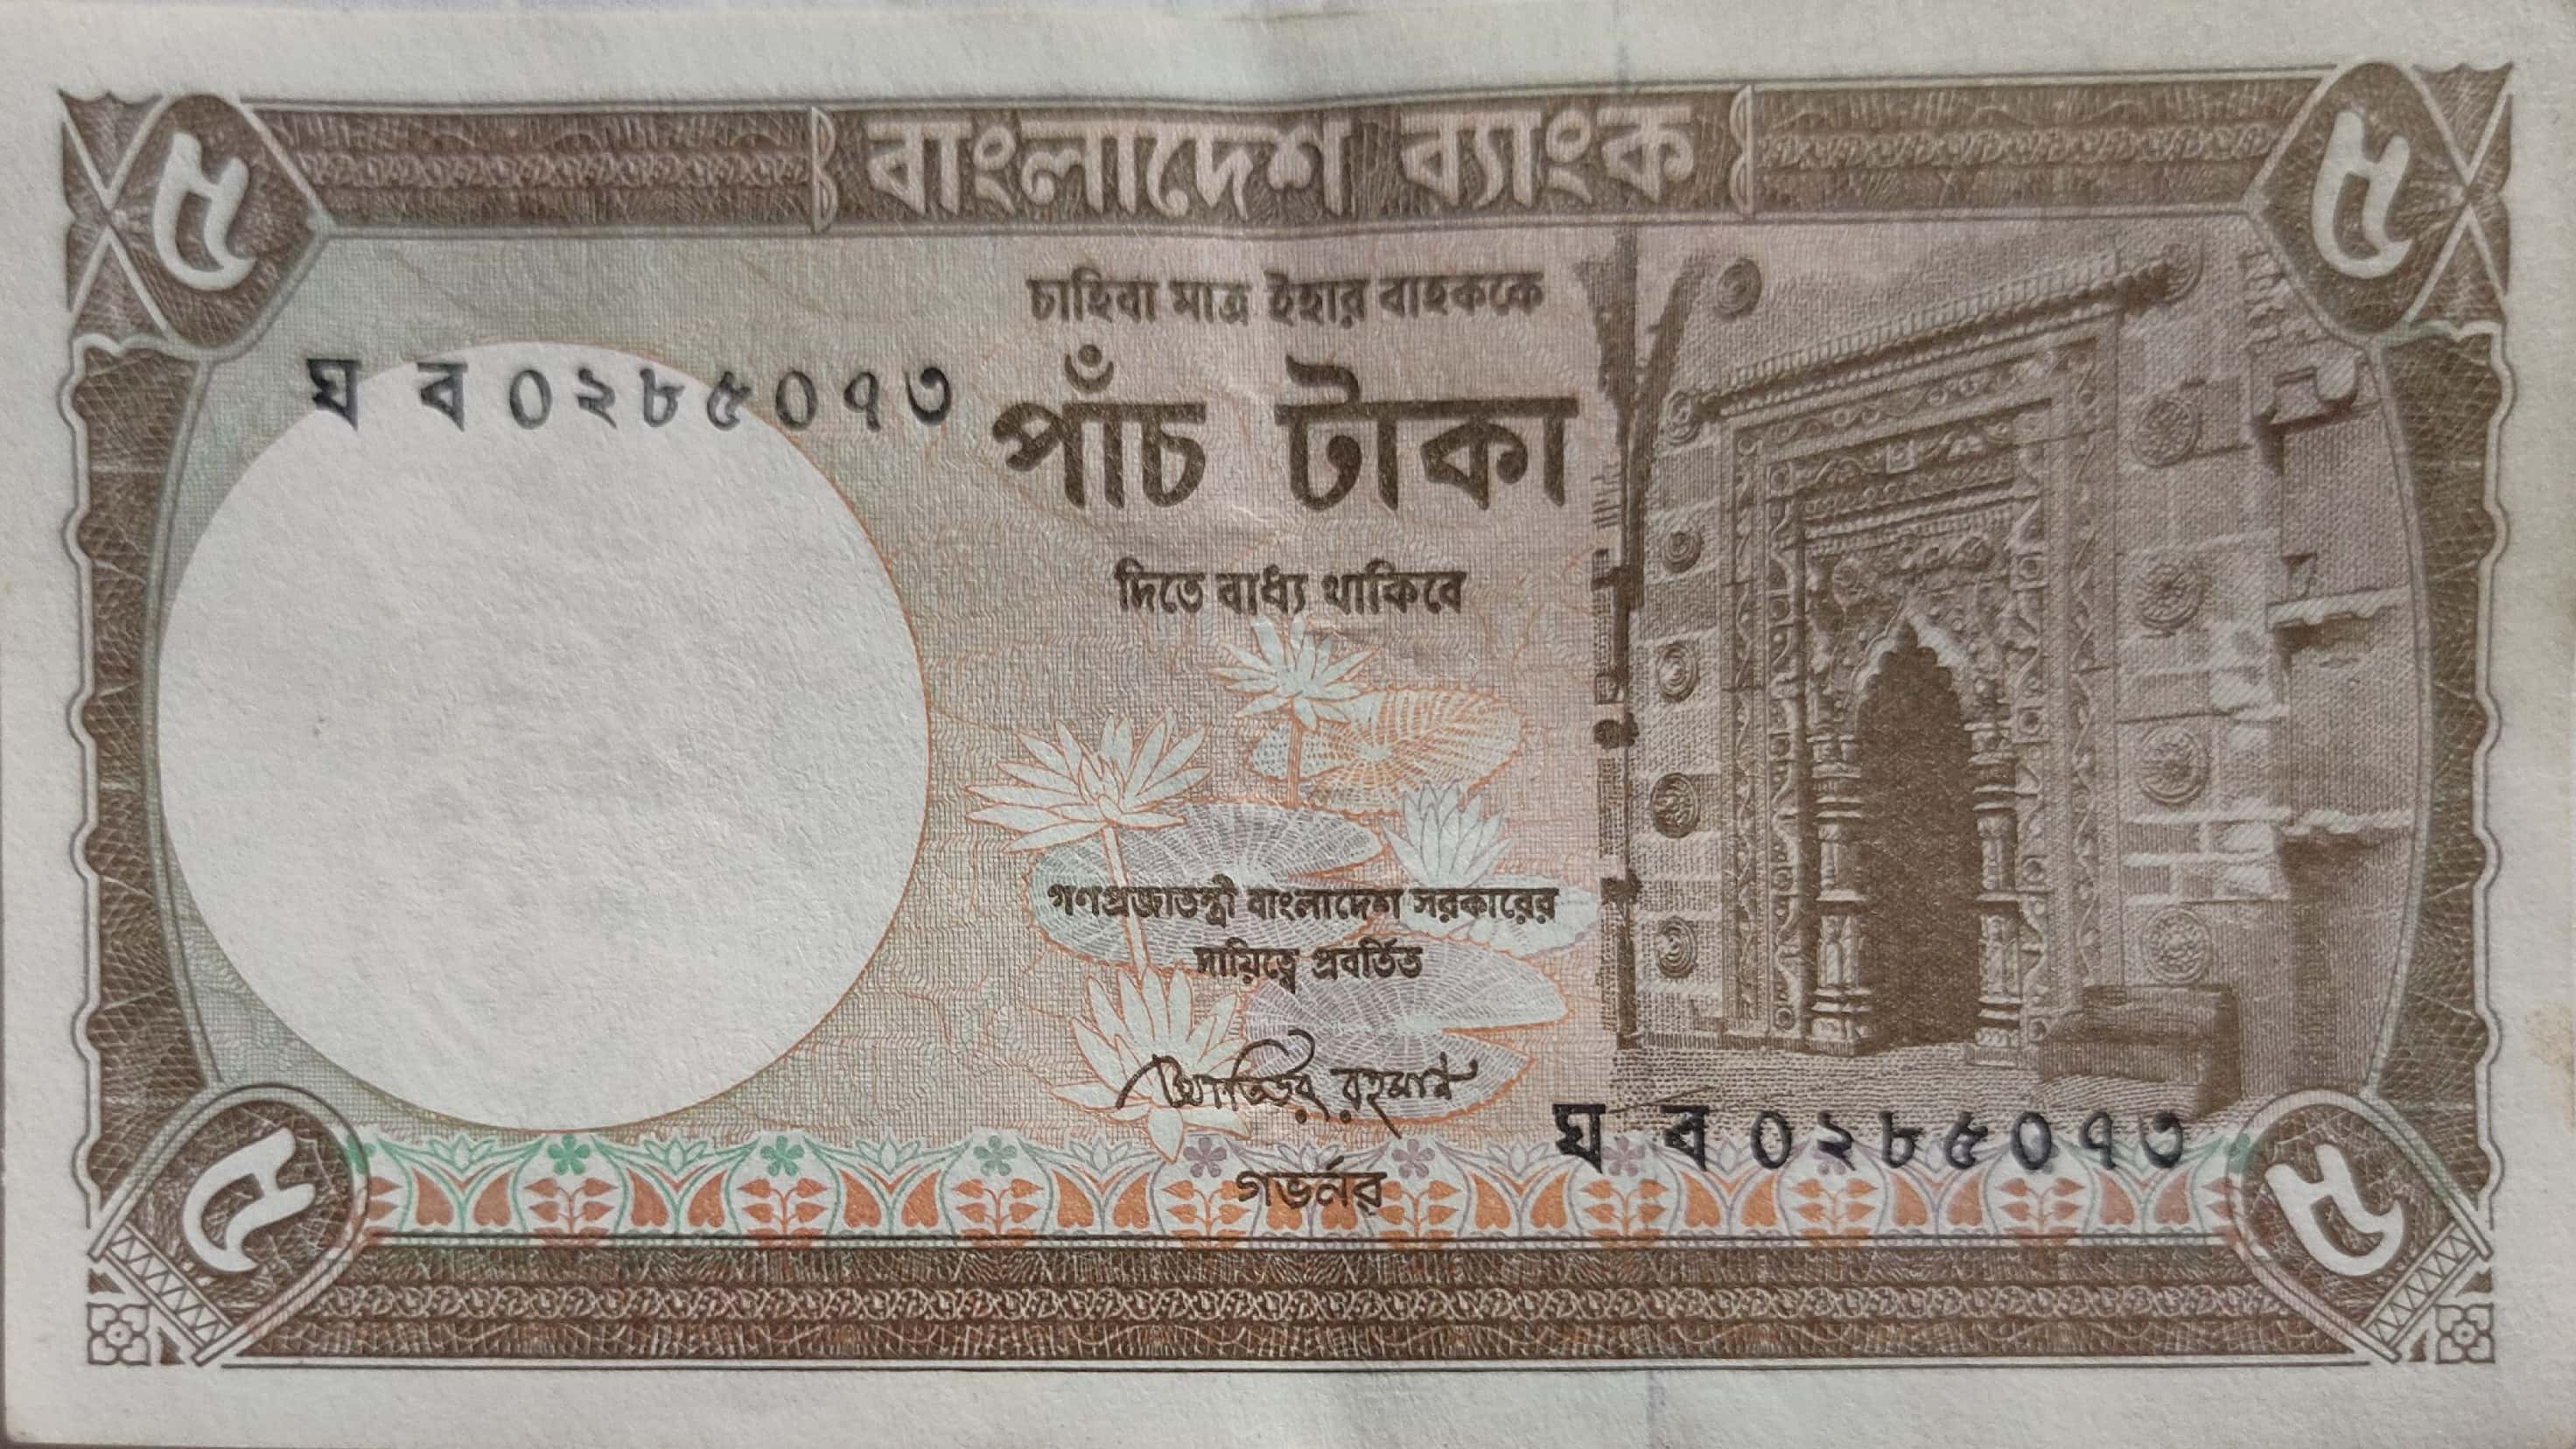 ৫ বাংলাদেশ ব্যাংক ৫
চাহিবা মাত্র ইহার বাহককে
ঘ ব ০২৮৫০৭৩
পাঁচ টাকা
দিতে বাধ্য থাকিবে
গণপ্রজাতন্ত্রী বাংলাদেশ সরকারের
দায়িত্বে প্রবর্তিত
আতিউর রহমান
ঘ ব ০২৮৫০৭৩
৫ গভর্নর ৫